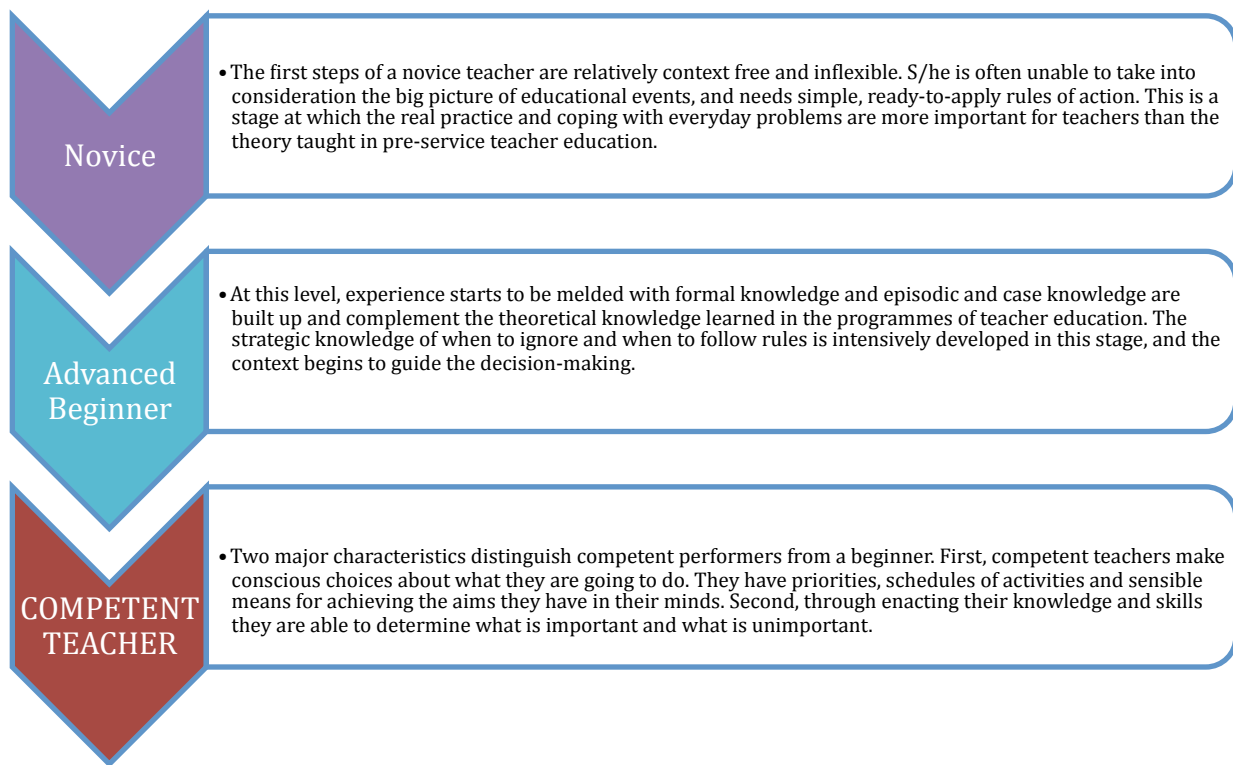 Novice
• The first steps of a novice teacher are relatively context free and inflexible. S/he is often unable to take into
consideration the big picture of educational events, and needs simple, ready-to-apply rules of action. This is a
stage at which the real practice and coping with everyday problems are more important for teachers than the
theory taught in pre-service teacher education.
Advanced
Beginner
• At this level, experience starts to be melded with formal knowledge and episodic and case knowledge are
built up and complement the theoretical knowledge learned in the programmes of teacher education. The
strategic knowledge of when to ignore and when to follow rules is intensively developed in this stage, and the
context begins to guide the decision-making.
COMPETENT
TEACHER
• Two major characteristics distinguish competent performers from a beginner. First, competent teachers make
conscious choices about what they are going to do. They have priorities, schedules of activities and sensible
means for achieving the aims they have in their minds. Second, through enacting their knowledge and skills
they are able to determine what is important and what is unimportant.